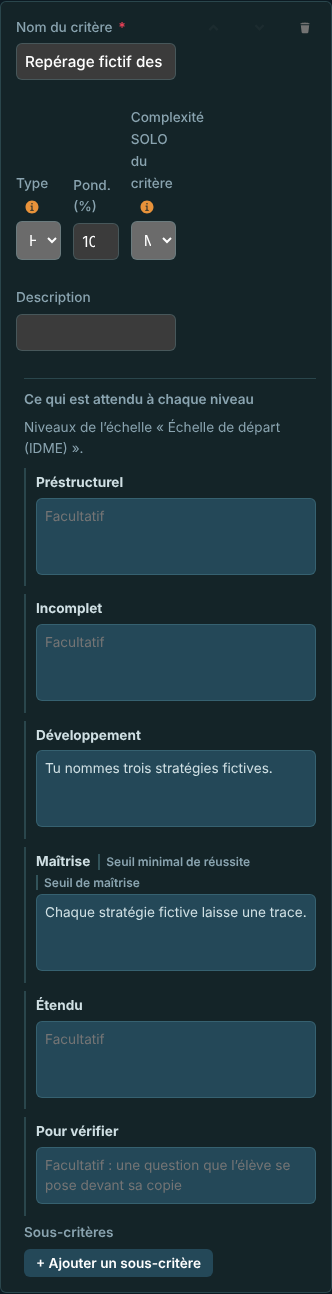 Nom du critère *
Repérage fictif des
Complexité
SOLO
du
critère
Type
Pond.
(%)
Description
Ce qui est attendu à chaque niveau
Niveaux de l'échelle « Échelle de départ
(IDME) ».
Préstructurel
Facultatif
Incomplet
Facultatif
Développement
Tu nommes trois stratégies fictives.
Maîtrise
Seuil minimal de réussite
Seuil de maîtrise
Chaque stratégie fictive laisse une trace.
Étendu
Facultatif
Pour vérifier
Facultatif : une question que l'élève se
pose devant sa copie
Sous-critères
+ Ajouter un sous-critère